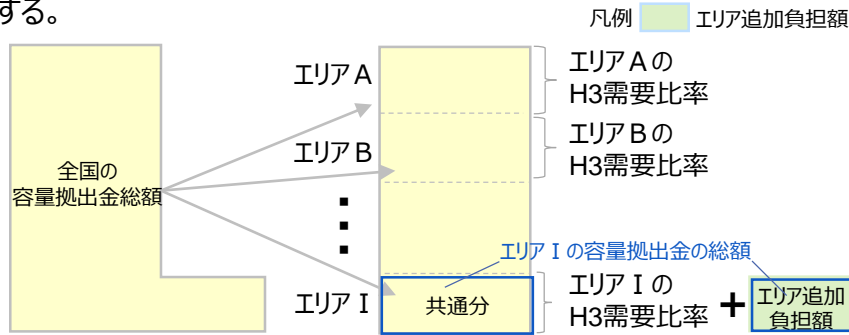 する。
凡例 エリア追加負担額
エリアA
エリアAの
H3需要比率
エリアB
エリアBの
H3需要比率
全国の
容量拠出金総額
エリアIの容量拠出金の総額
エリアI
共通分
エリアIの
H3需要比率
+
エリア追加
負担額